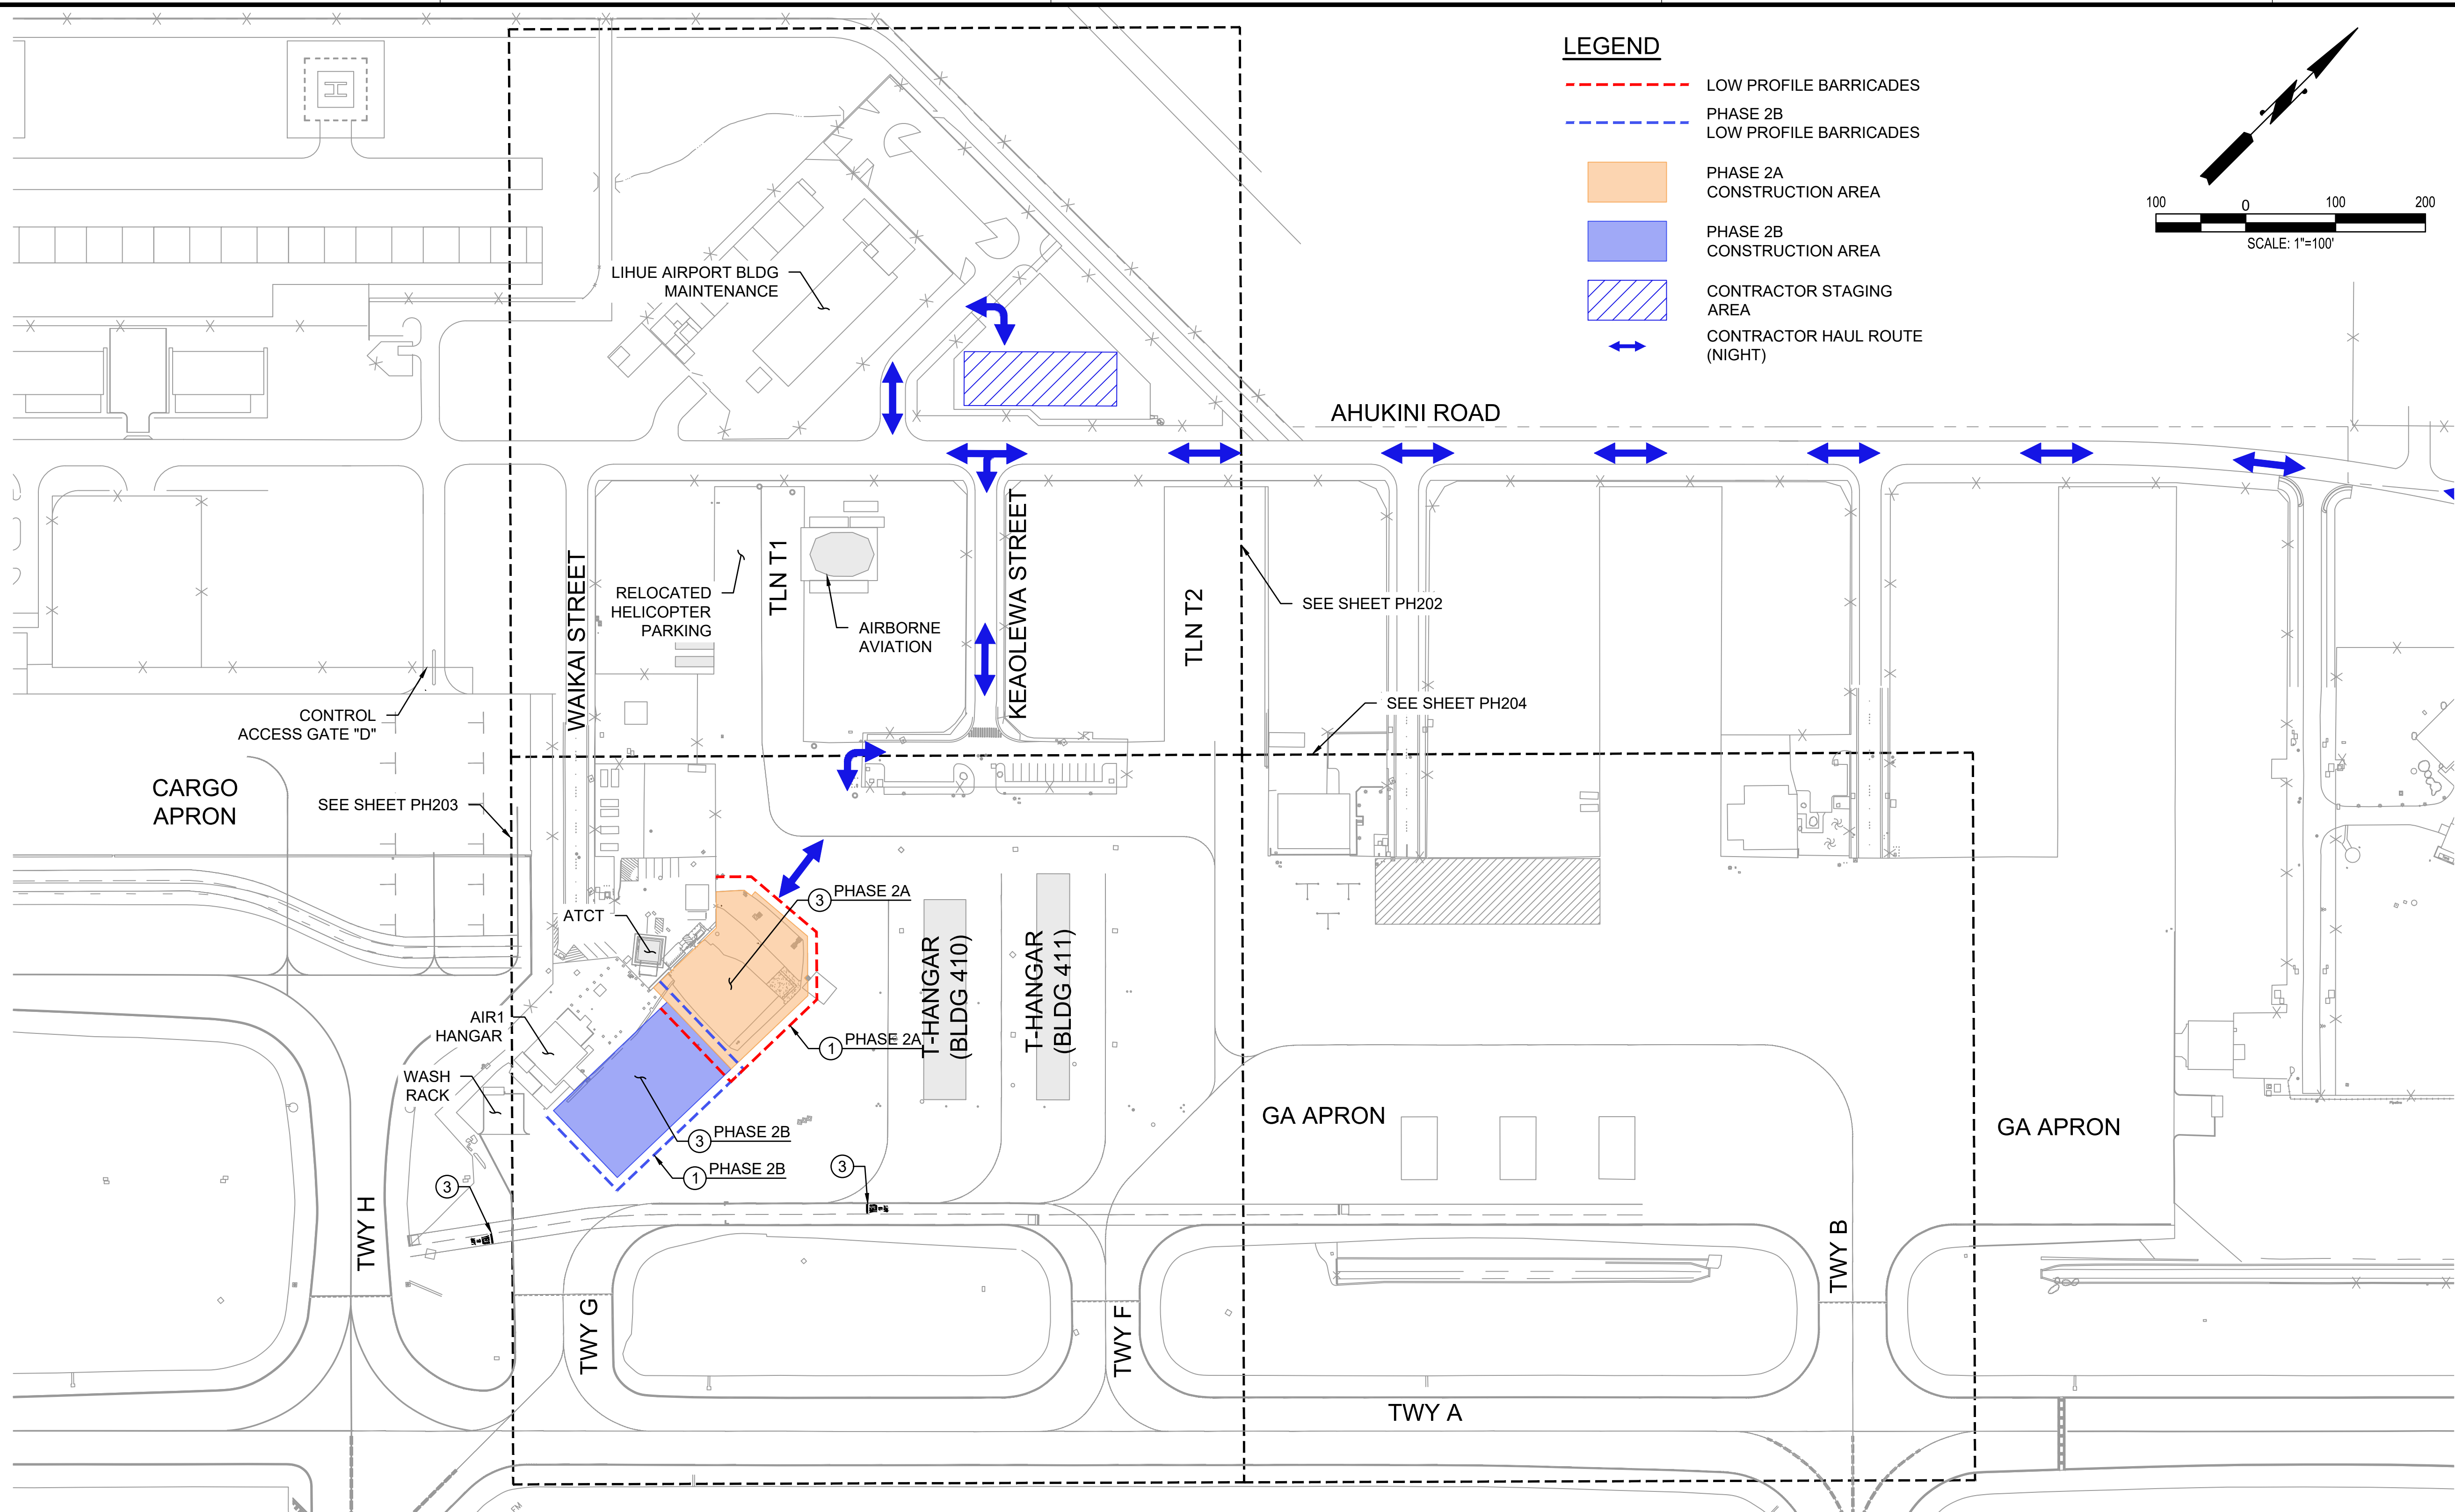 LEGEND
LOW PROFILE BARRICADES
PHASE 2B
LOW PROFILE BARRICADES
PHASE 2A
CONSTRUCTION AREA
PHASE 2B
CONSTRUCTION AREA
CONTRACTOR STAGING
AREA
CONTRACTOR HAUL ROUTE
(NIGHT)
100 0 100 200
SCALE: 1"=100'
H
LIHUE AIRPORT BLDG
MAINTENANCE
AHUKINI ROAD
WAIKAI STREET
RELOCATED
HELICOPTER
PARKING
TLN T1
AIRBORNE
AVIATION
KEAOLEWA STREET
TLN T2
SEE SHEET PH202
SEE SHEET PH204
CONTROL
ACCESS GATE "D"
CARGO
APRON
SEE SHEET PH203
ATCT
3 PHASE 2A
1 PHASE 2A
T-HANGAR
(BLDG 410)
T-HANGAR
(BLDG 411)
AIR1
HANGAR
WASH
RACK
3 PHASE 2B
1 PHASE 2B
3
3
GA APRON
GA APRON
TWY H
TWY G
TWY F
TWY B
TWY A